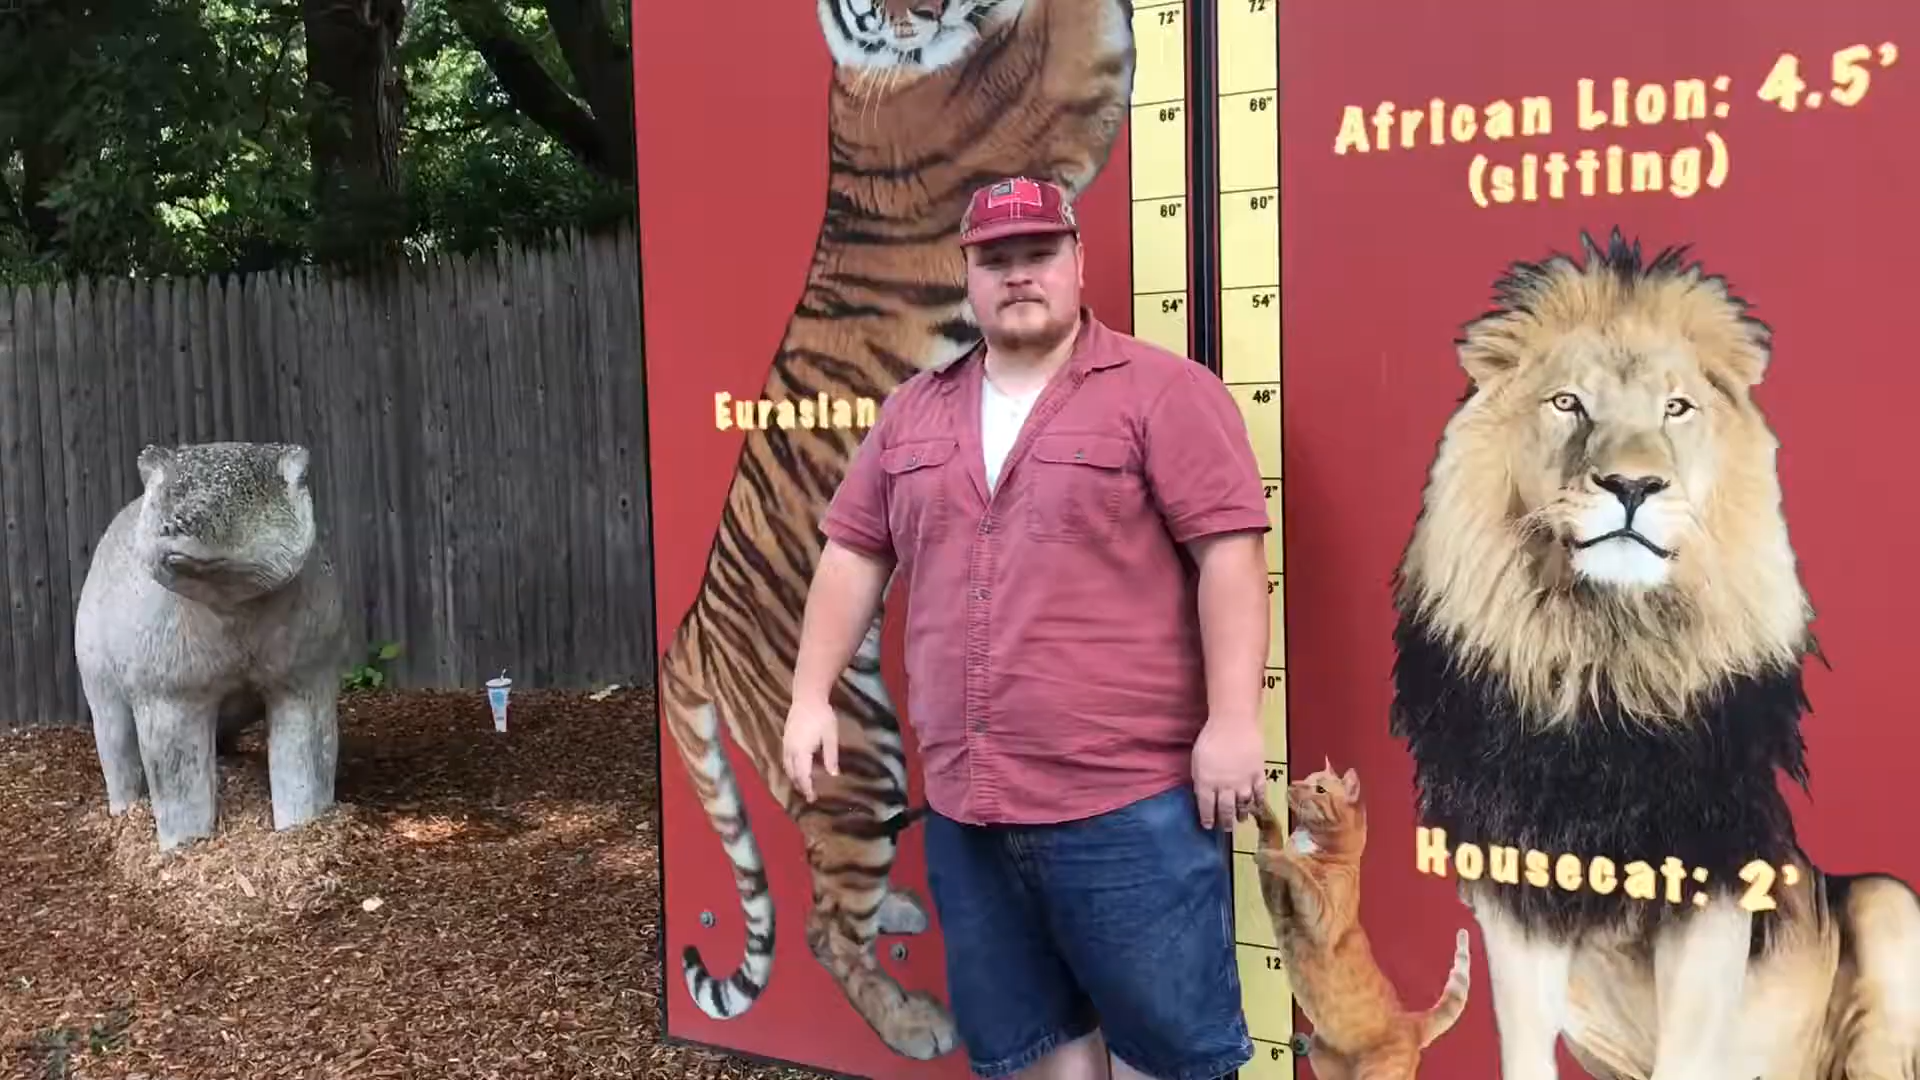 72"
66"
60"
54"
72"
66"
60"
54"
48"
12
6"
African Lion: 4.5'
(sitting)
Eurasian
Housecat: 2'